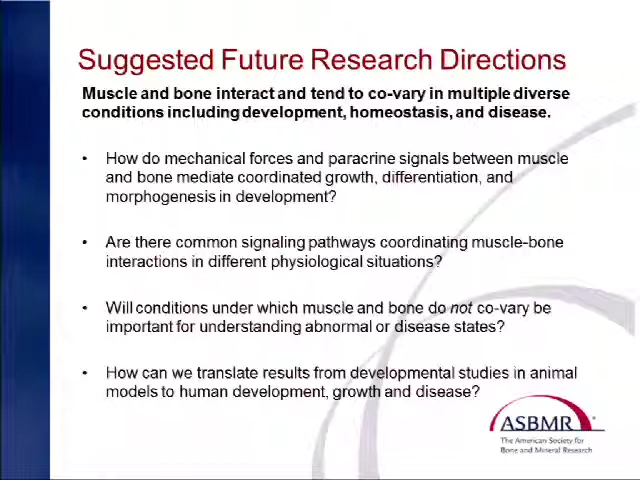 Suggested Future Research Directions
Muscle and bone interact and tend to co-vary in multiple diverse
conditions including development, homeostasis, and disease.
• How do mechanical forces and paracrine signals between muscle
and bone mediate coordinated growth, differentiation, and
morphogenesis in development?
• Are there common signaling pathways coordinating muscle-bone
interactions in different physiological situations?
• Will conditions under which muscle and bone do not co-vary be
important for understanding abnormal or disease states?
• How can we translate results from developmental studies in animal
models to human development, growth and disease?
ASBMR
The American Society for
Bone and Mineral Research